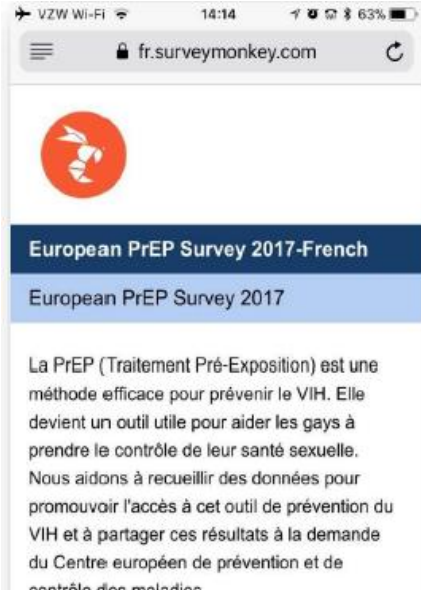 VZW Wi-Fi 14:14 63%
fr.surveymonkey.com
European PrEP Survey 2017-French
European PrEP Survey 2017
La PrEP (Traitement Pré-Exposition) est une
méthode efficace pour prévenir le VIH. Elle
devient un outil utile pour aider les gays à
prendre le contrôle de leur santé sexuelle.
Nous aidons à recueillir des données pour
promouvoir l'accès à cet outil de prévention du
VIH et à partager ces résultats à la demande
du Centre européen de prévention et de
contrôle des maladies